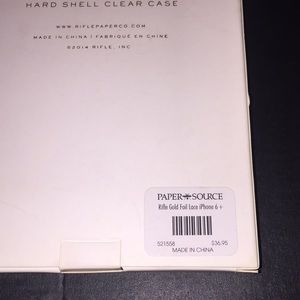 HARD SHELL CLEAR CASE
WWW.RIFLEPAPERCO.COM
MADE IN CHINA | FABRIQUÉ EN CHINE
©2014 RIFLE, INC
PAPER SOURCE
Rifle Gold Foil Lace iPhone 6 +
521558 $36.95
MADE IN CHINA